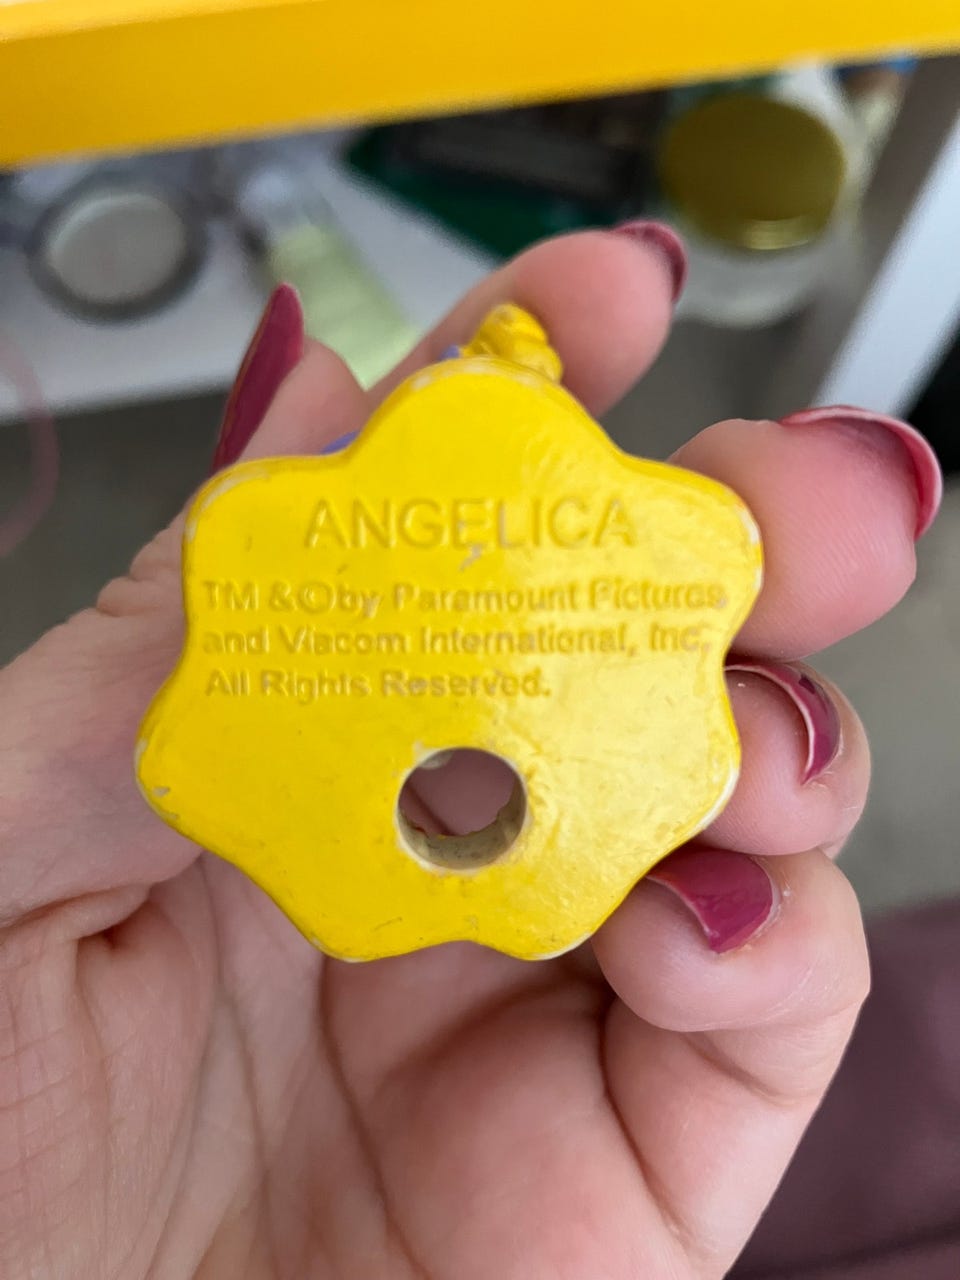 ANGELICA
TM &©by Paramount Pictures
and Viacom International, Inc.
All Rights Reserved.